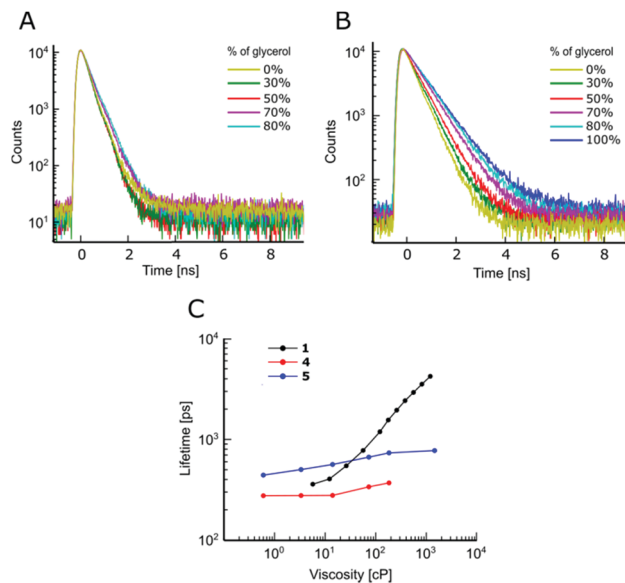 A
% of glycerol
0%
30%
50%
70%
80%
Counts
10⁴
10³
10²
10¹
0 2 4 6 8
Time [ns]
B
% of glycerol
0%
30%
50%
70%
80%
100%
Counts
10⁴
10³
10²
0 2 4 6 8
Time [ns]
C
1
4
5
Lifetime [ps]
10⁴
10³
10²
10⁰ 10¹ 10² 10³ 10⁴
Viscosity [cP]